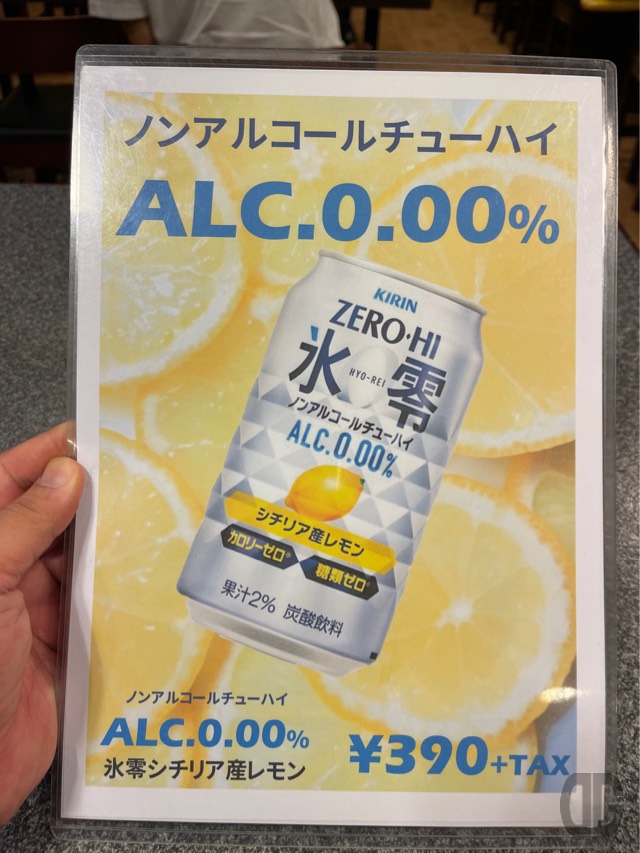 ノンアルコールチューハイ
ALC.0.00%
KIRIN
ZERO・HI
氷零
HYO-REI
ノンアルコールチューハイ
ALC.0.00%
シチリア産レモン
カロリーゼロ※
糖類ゼロ※
果汁2% 炭酸飲料
ノンアルコールチューハイ
ALC.0.00%
氷零シチリア産レモン
¥390+TAX